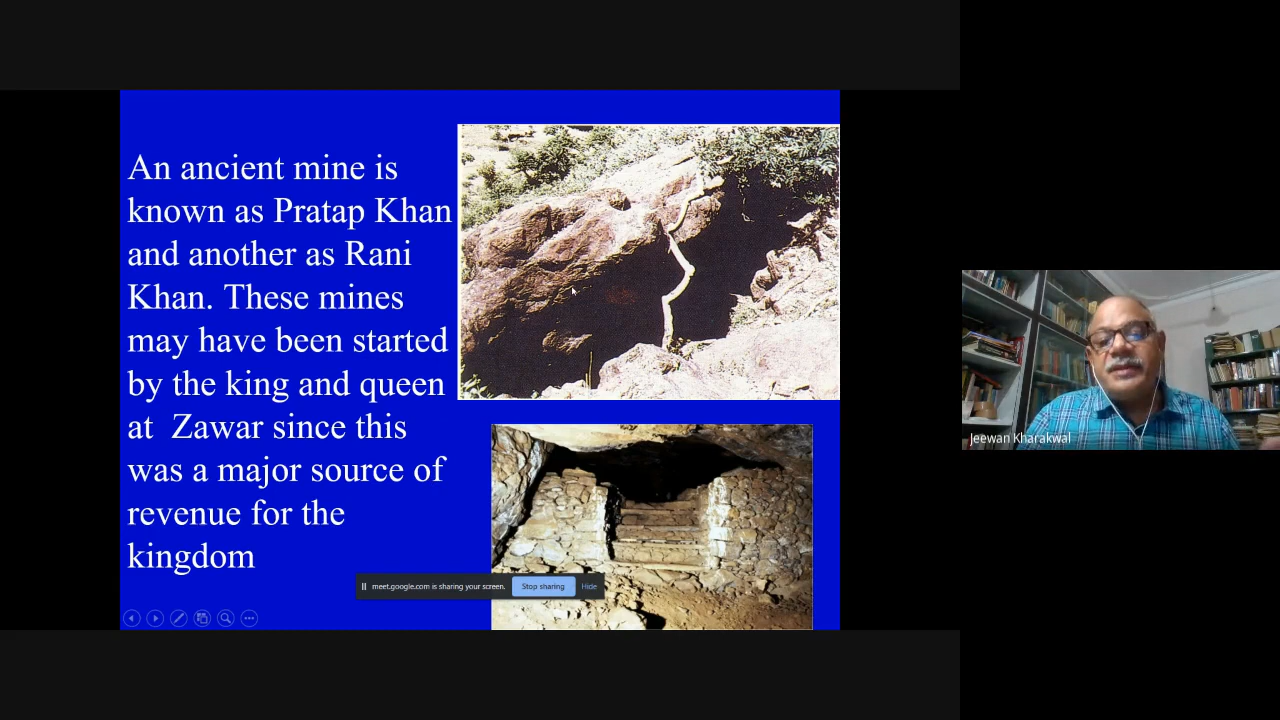 An ancient mine is
known as Pratap Khan
and another as Rani
Khan. These mines
may have been started
by the king and queen
at  Zawar since this
was a major source of
revenue for the
kingdom
meet.google.com is sharing your screen. Stop sharing Hide
Jeewan Kharakwal